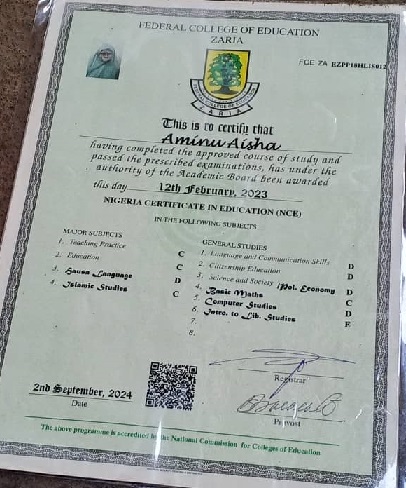 FEDERAL COLLEGE OF EDUCATION
ZARIA
FCE ZA
ZARIA
This is to certify that
Aminu Aisha
having completed the approved course of study and
passed the prescribed examinations, has under the
authority of the Academic Board been awarded
this day 12th February, 2023
NIGERIA CERTIFICATE IN EDUCATION (NCE)
IN THE FOLLOWING SUBJECTS
MAJOR SUBJECTS
1. Teaching Practice C
2. Education C
3. Hausa Language D
4. Islamic Studies C
GENERAL STUDIES
1. Language and Communication Skills D
2. Citizenship Education D
3. Science and Society Pol. Economy D
4. Basic Maths C
5. Computer Studies D
6. Intro. to Lib. Studies E
7.
8.
2nd September, 2024
Date
Registrar
Provost
The above programme is accredited by the National Commission for Colleges of Education